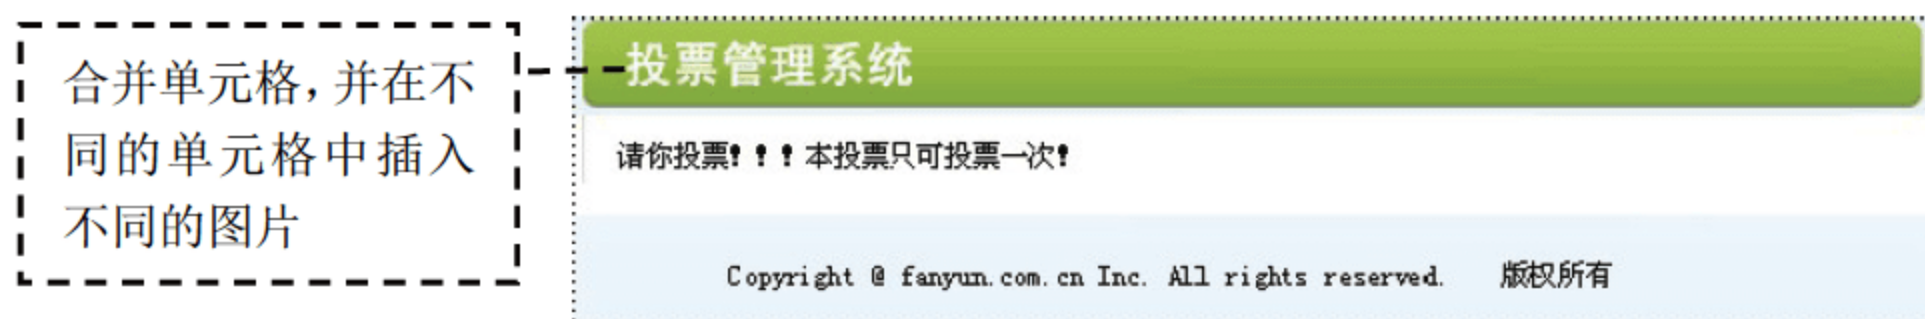 合并单元格，并在不
同的单元格中插入
不同的图片
投票管理系统
请你投票！！！本投票只可投票一次！
Copyright @ fanyun.com.cn Inc. All rights reserved. 版权所有